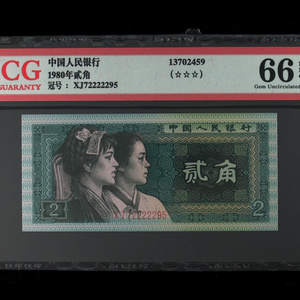 CG
GUARANTY
中国人民银行
1980年贰角
冠号: XJ72222295
13702459
(☆☆☆)
66
Gem Uncirculated
中国人民银行
贰角
2
XJ72222295
2